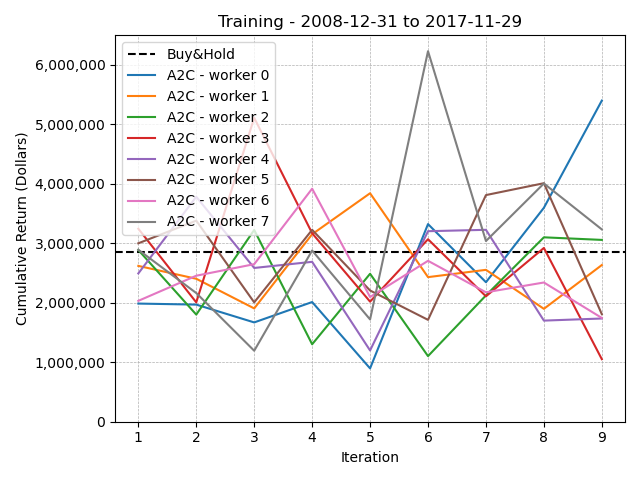 Training - 2008-12-31 to 2017-11-29
Cumulative Return (Dollars)
6,000,000
5,000,000
4,000,000
3,000,000
2,000,000
1,000,000
0
Buy&Hold
A2C - worker 0
A2C - worker 1
A2C - worker 2
A2C - worker 3
A2C - worker 4
A2C - worker 5
A2C - worker 6
A2C - worker 7
1 2 3 4 5 6 7 8 9
Iteration